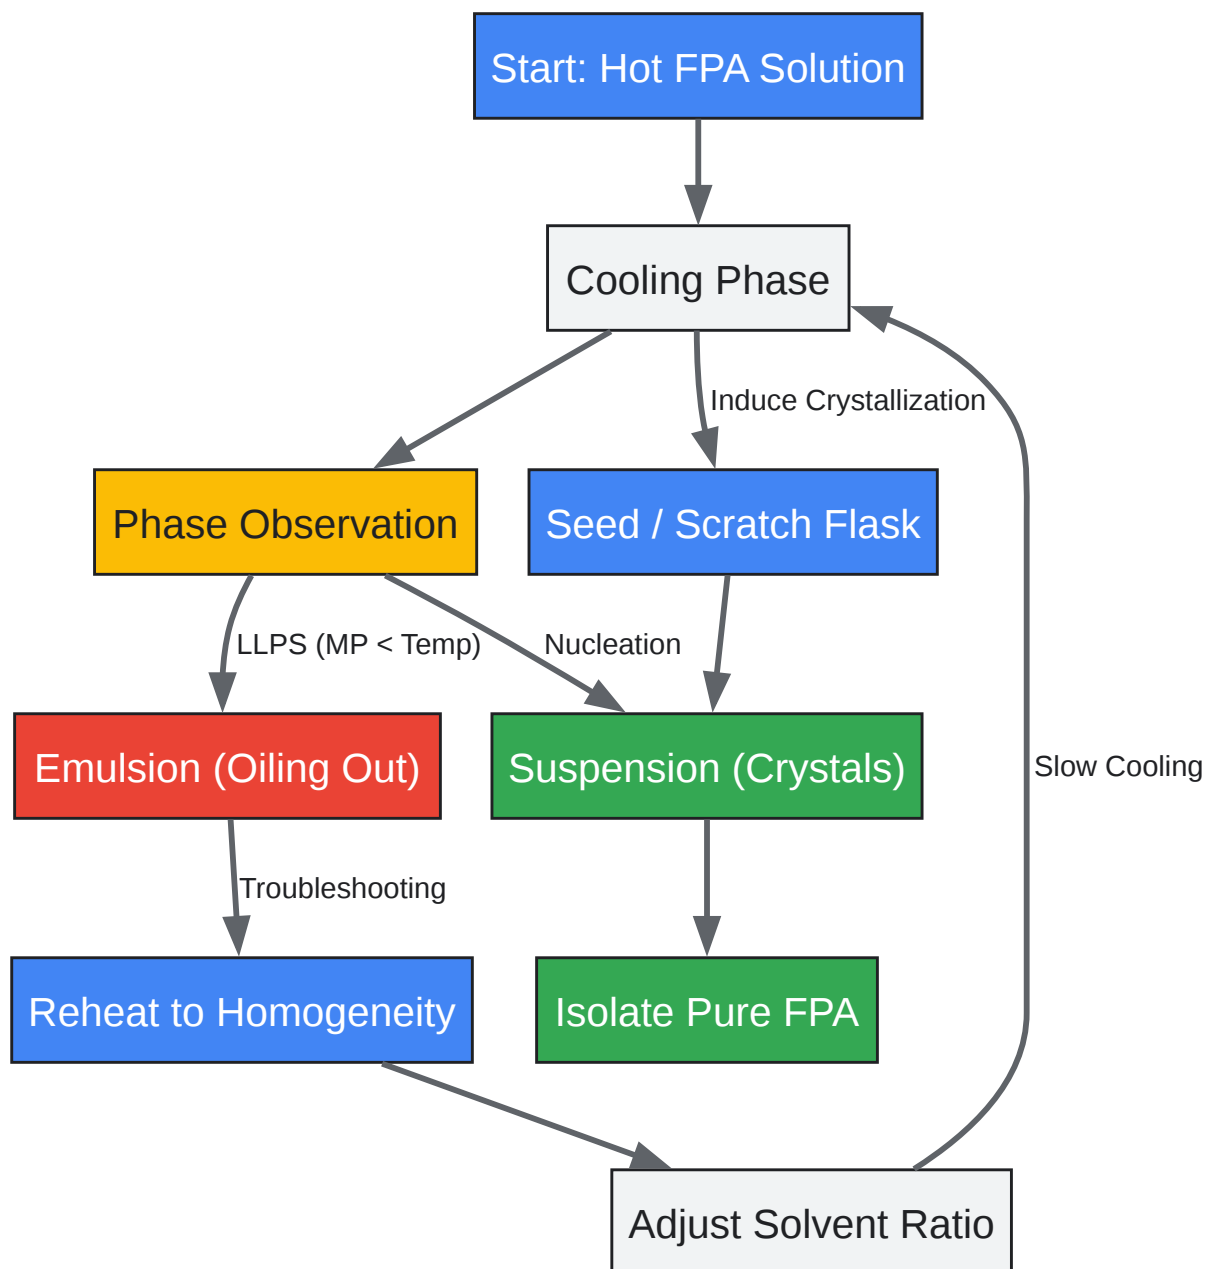 Start: Hot FPA Solution
Cooling Phase
Induce Crystallization
Phase Observation
Seed / Scratch Flask
LLPS (MP < Temp)
Nucleation
Emulsion (Oiling Out)
Suspension (Crystals)
Slow Cooling
Troubleshooting
Reheat to Homogeneity
Isolate Pure FPA
Adjust Solvent Ratio